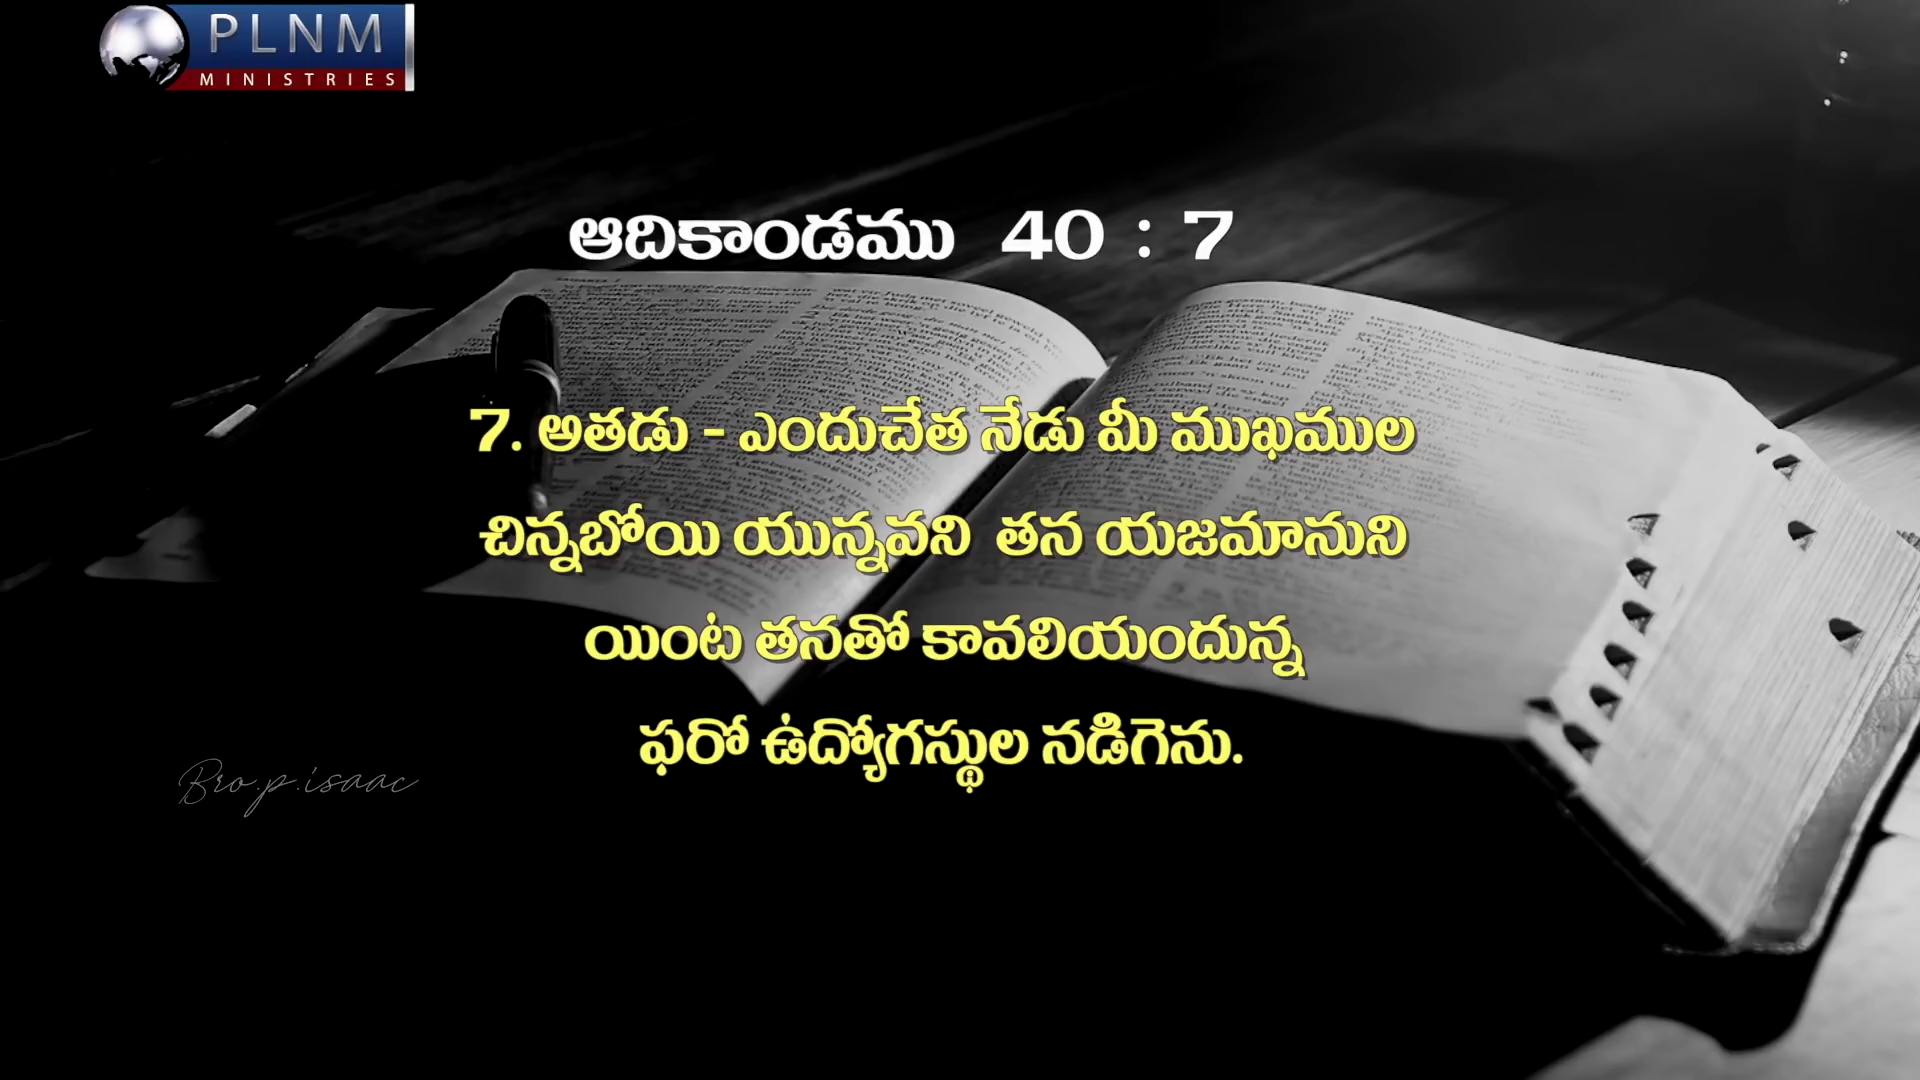 PLNM
MINISTRIES
ఆదికాండము 40 : 7
7. అతడు - ఎందుచేత నేడు మీ ముఖముల
చిన్నబోయి యున్నవని తన యజమానుని
యింట తనతో కావలియందున్న
ఫరో ఉద్యోగస్థుల నడిగెను.
Bro.p.isaac